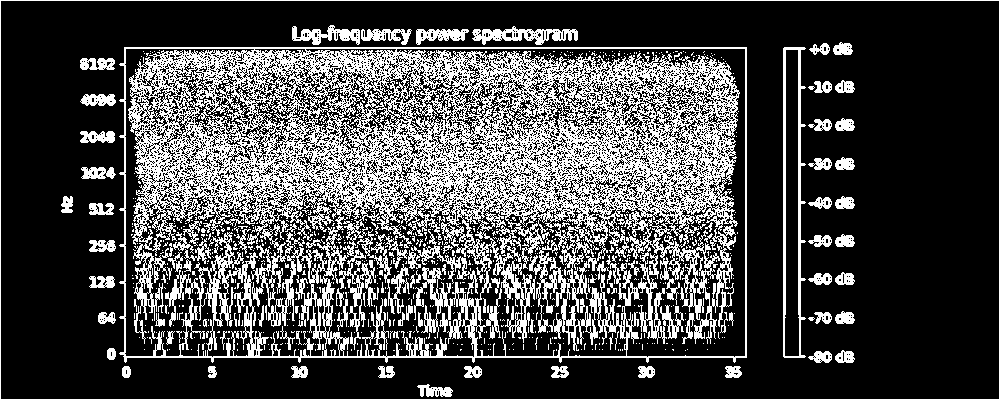 Log-frequency power spectrogram
+0 dB
8192
-10 dB
4096
-20 dB
2048
-30 dB
1024
-40 dB
512
Hz
-50 dB
256
-60 dB
128
-70 dB
64
-80 dB
0
0 5 10 15 20 25 30 35
Time